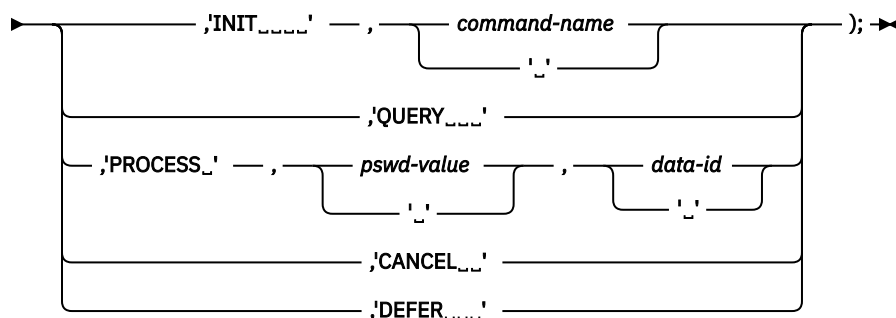 ,'INIT␣␣␣␣' , command-name );
'␣'
,'QUERY␣␣␣'
,'PROCESS␣' , pswd-value , data-id
'␣' '␣'
,'CANCEL␣␣'
,'DEFER␣␣␣'